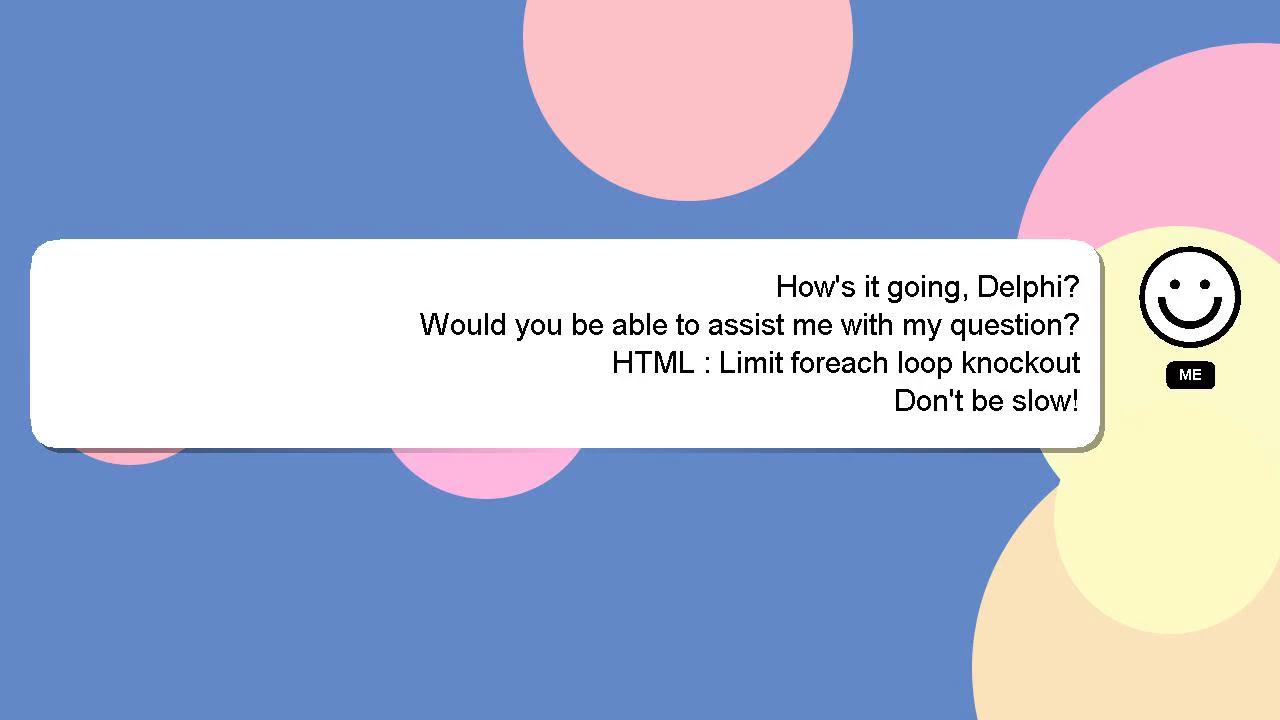 How's it going, Delphi?
Would you be able to assist me with my question?
HTML : Limit foreach loop knockout
Don't be slow!
ME